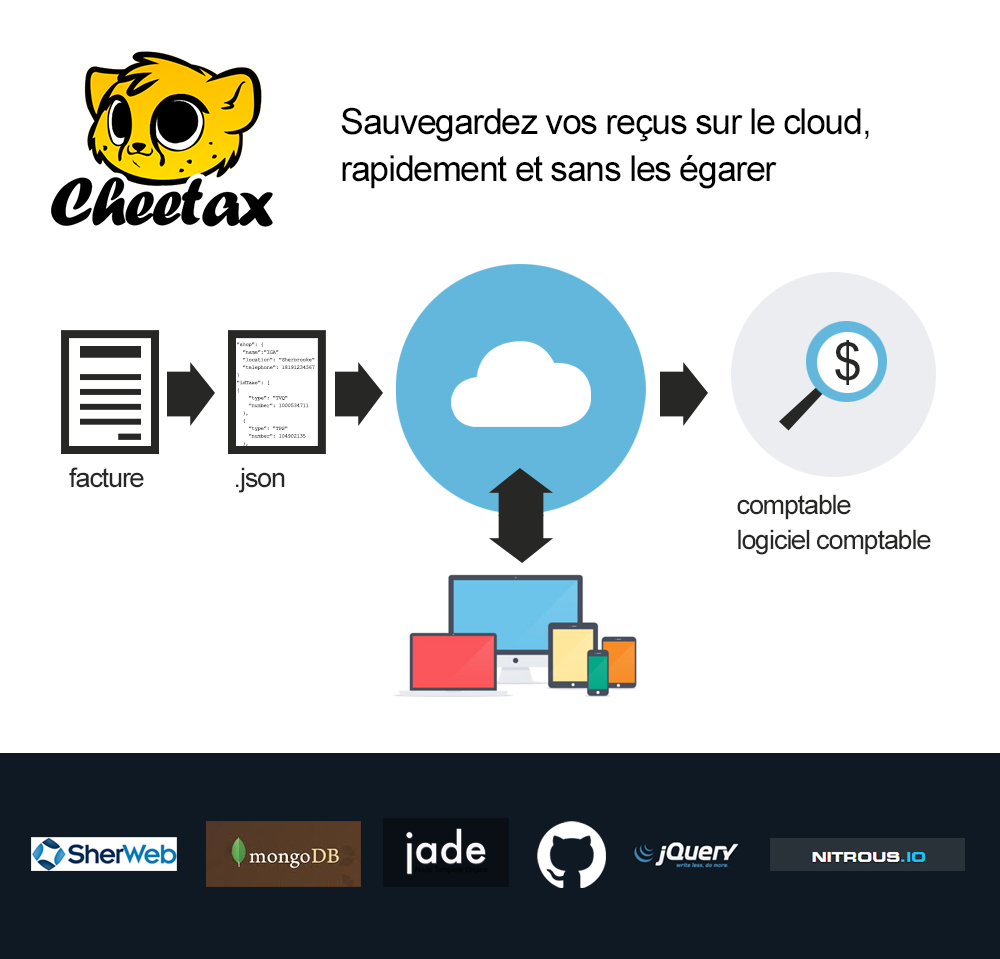 Cheetax
Sauvegardez vos reçus sur le cloud,
rapidement et sans les égarer
"shop": {
"name":"IGA"
"location": "Sherbrooke"
"telephone": 18191234567
}
"idTaxe": [
{
"type": "TVQ"
"number": 1000534711
},
{
"type": "TPS"
"number": 104902135
},
facture
.json
$
comptable
logiciel comptable
SherWeb
mongoDB
jade
jQuery
write less, do more.
NITROUS.IO